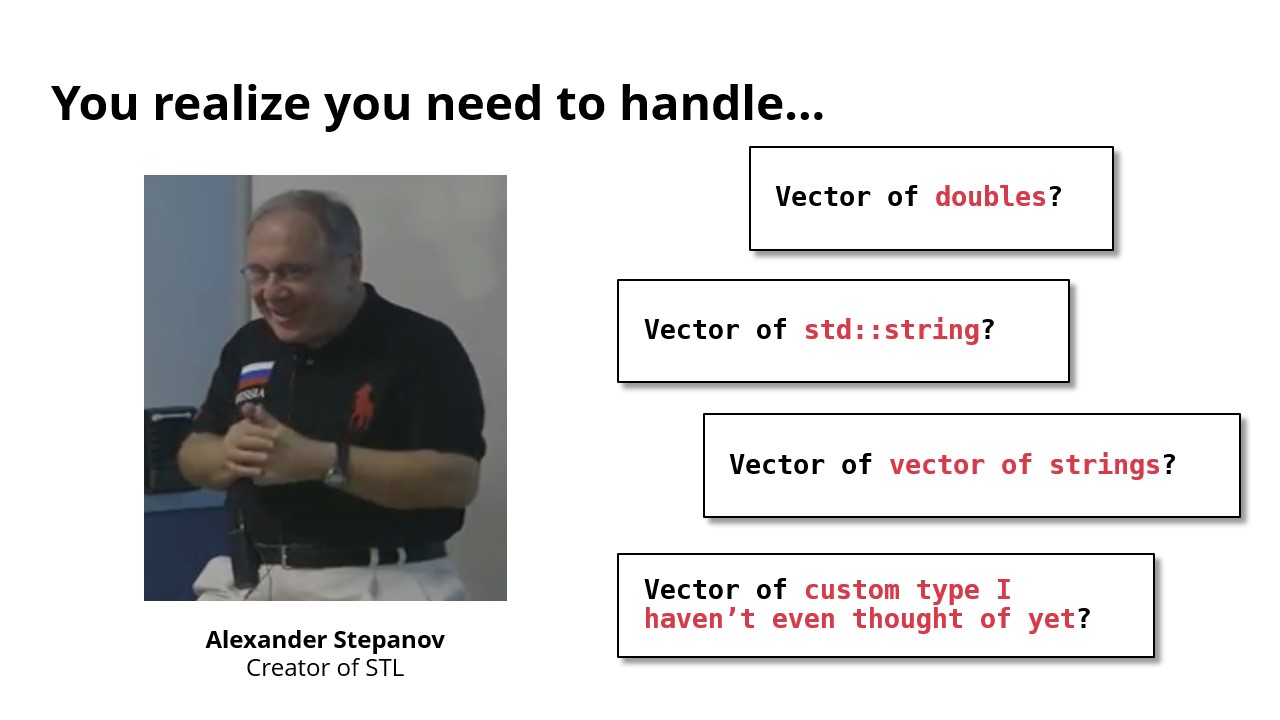 You realize you need to handle...
Vector of doubles?
Vector of std::string?
Vector of vector of strings?
Vector of custom type I
haven’t even thought of yet?
RUSSIA
Alexander Stepanov
Creator of STL